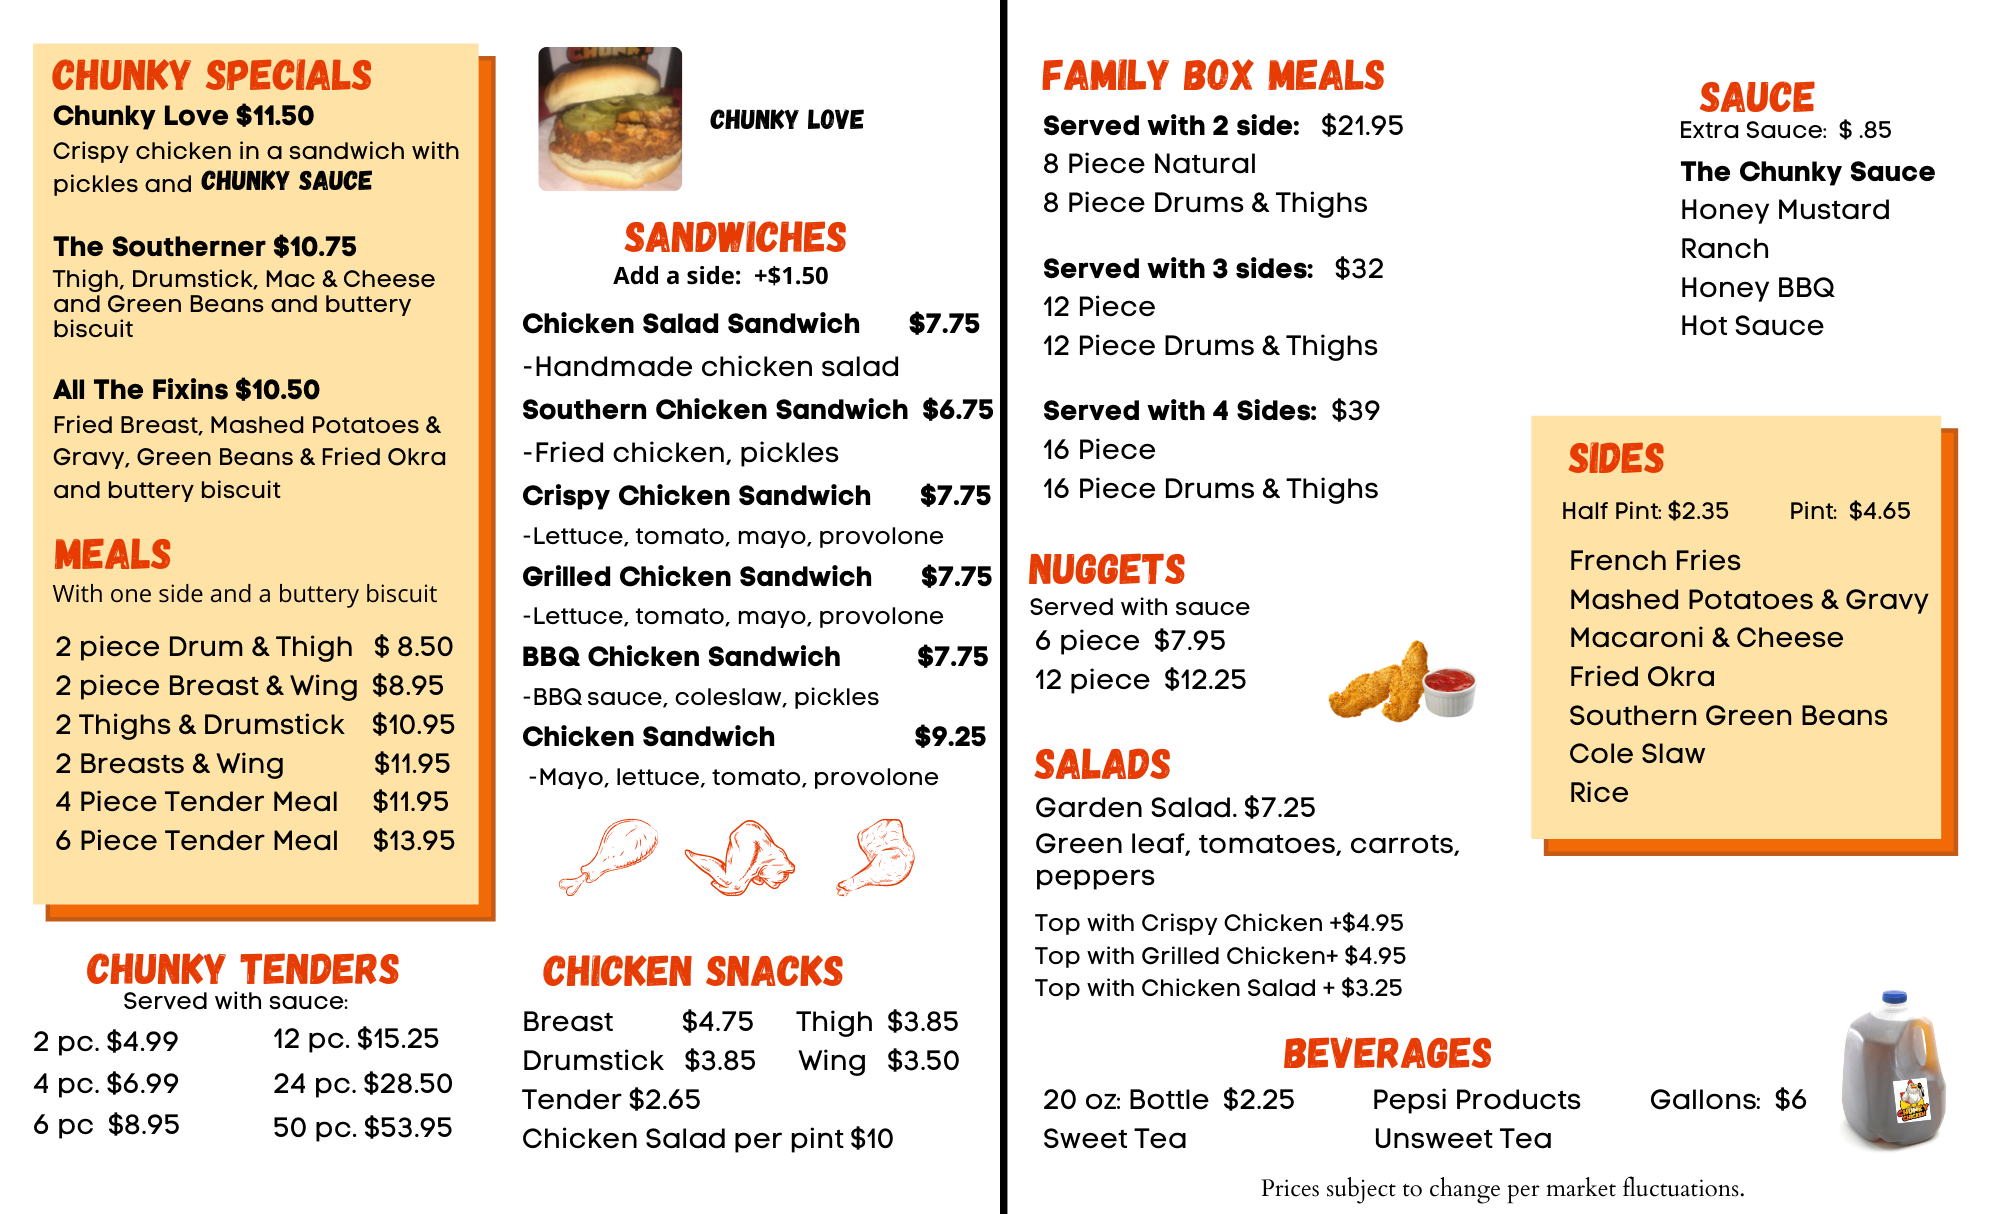 CHUNKY SPECIALS
Chunky Love $11.50
Crispy chicken in a sandwich with
pickles and CHUNKY SAUCE
The Southerner $10.75
Thigh, Drumstick, Mac & Cheese
and Green Beans and buttery
biscuit
All The Fixins $10.50
Fried Breast, Mashed Potatoes &
Gravy, Green Beans & Fried Okra
and buttery biscuit
MEALS
With one side and a buttery biscuit
2 piece Drum & Thigh $ 8.50
2 piece Breast & Wing $8.95
2 Thighs & Drumstick $10.95
2 Breasts & Wing $11.95
4 Piece Tender Meal $11.95
6 Piece Tender Meal $13.95
CHUNKY TENDERS
Served with sauce:
2 pc. $4.99 12 pc. $15.25
4 pc. $6.99 24 pc. $28.50
6 pc $8.95 50 pc. $53.95
CHUNKY LOVE
SANDWICHES
Add a side: +$1.50
Chicken Salad Sandwich $7.75
-Handmade chicken salad
Southern Chicken Sandwich $6.75
-Fried chicken, pickles
Crispy Chicken Sandwich $7.75
-Lettuce, tomato, mayo, provolone
Grilled Chicken Sandwich $7.75
-Lettuce, tomato, mayo, provolone
BBQ Chicken Sandwich $7.75
-BBQ sauce, coleslaw, pickles
Chicken Sandwich $9.25
-Mayo, lettuce, tomato, provolone
CHICKEN SNACKS
Breast $4.75 Thigh $3.85
Drumstick $3.85 Wing $3.50
Tender $2.65
Chicken Salad per pint $10
FAMILY BOX MEALS
Served with 2 side: $21.95
8 Piece Natural
8 Piece Drums & Thighs
Served with 3 sides: $32
12 Piece
12 Piece Drums & Thighs
Served with 4 Sides: $39
16 Piece
16 Piece Drums & Thighs
NUGGETS
Served with sauce
6 piece $7.95
12 piece $12.25
SALADS
Garden Salad. $7.25
Green leaf, tomatoes, carrots,
peppers
Top with Crispy Chicken +$4.95
Top with Grilled Chicken+ $4.95
Top with Chicken Salad + $3.25
SAUCE
Extra Sauce: $ .85
The Chunky Sauce
Honey Mustard
Ranch
Honey BBQ
Hot Sauce
SIDES
Half Pint: $2.35 Pint: $4.65
French Fries
Mashed Potatoes & Gravy
Macaroni & Cheese
Fried Okra
Southern Green Beans
Cole Slaw
Rice
BEVERAGES
20 oz: Bottle $2.25 Pepsi Products Gallons: $6
Sweet Tea Unsweet Tea
CHUNKY
CHICKEN
Prices subject to change per market fluctuations.